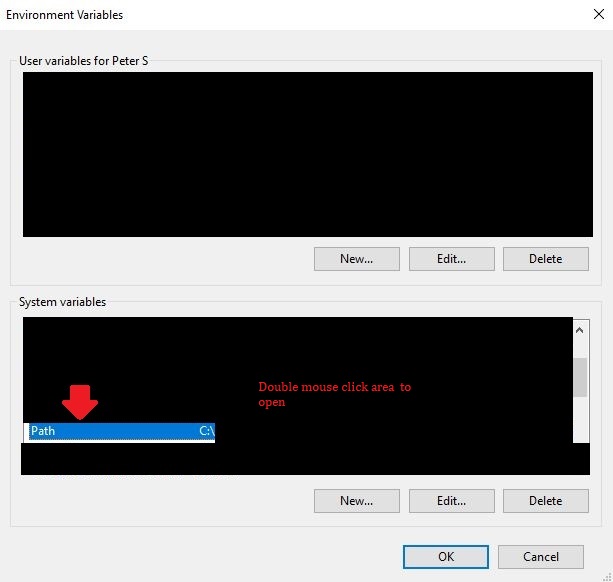 Environment Variables
User variables for Peter S
New... Edit... Delete
System variables
Double mouse click area to
open
Path C:\
New... Edit... Delete
OK Cancel